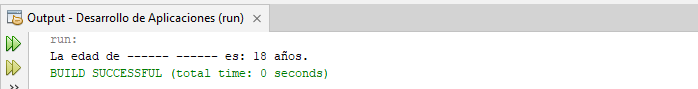 Output - Desarrollo de Aplicaciones (run)
run:
La edad de ------ ------ es: 18 años.
BUILD SUCCESSFUL (total time: 0 seconds)